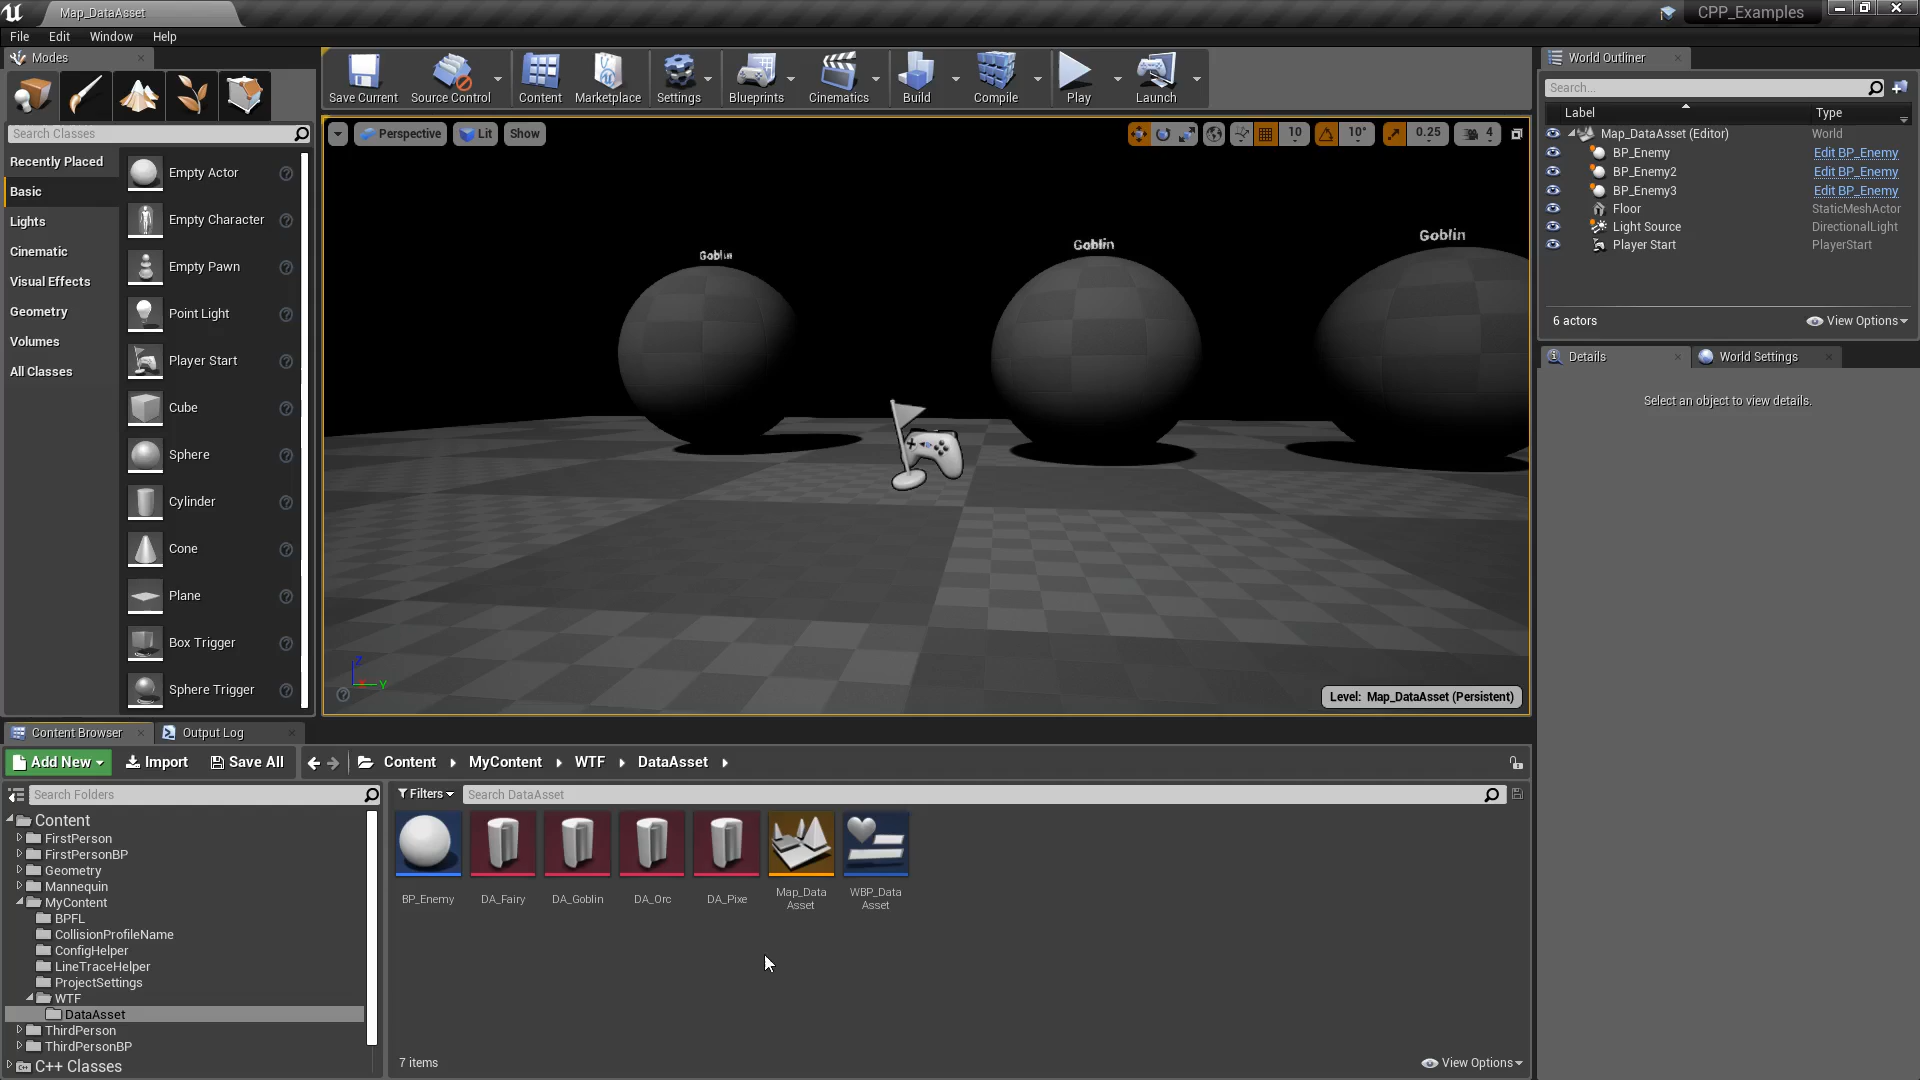 Map_DataAsset
CPP_Examples
File Edit Window Help
Modes
Save Current
Source Control
Content
Marketplace
Settings
Blueprints
Cinematics
Build
Compile
Play
Launch
Search Classes
Recently Placed
Basic
Lights
Cinematic
Visual Effects
Geometry
Volumes
All Classes
Empty Actor
Empty Character
Empty Pawn
Point Light
Player Start
Cube
Sphere
Cylinder
Cone
Plane
Box Trigger
Sphere Trigger
Perspective
Lit
Show
10
10°
0.25
4
Goblin
Goblin
Goblin
Z
Y
Level: Map_DataAsset (Persistent)
World Outliner
Search...
Label Type
Map_DataAsset (Editor) World
BP_Enemy Edit BP_Enemy
BP_Enemy2 Edit BP_Enemy
BP_Enemy3 Edit BP_Enemy
Floor StaticMeshActor
Light Source DirectionalLight
Player Start PlayerStart
6 actors
View Options
Details
World Settings
Select an object to view details.
Content Browser
Output Log
Add New
Import
Save All
Content
MyContent
WTF
DataAsset
Search Folders
Filters
Search DataAsset
Content
FirstPerson
FirstPersonBP
Geometry
Mannequin
MyContent
BPFL
CollisionProfileName
ConfigHelper
LineTraceHelper
ProjectSettings
WTF
DataAsset
ThirdPerson
ThirdPersonBP
C++ Classes
BP_Enemy
DA_Fairy
DA_Goblin
DA_Orc
DA_Pixe
Map_Data
Asset
WBP_Data
Asset
7 items
View Options